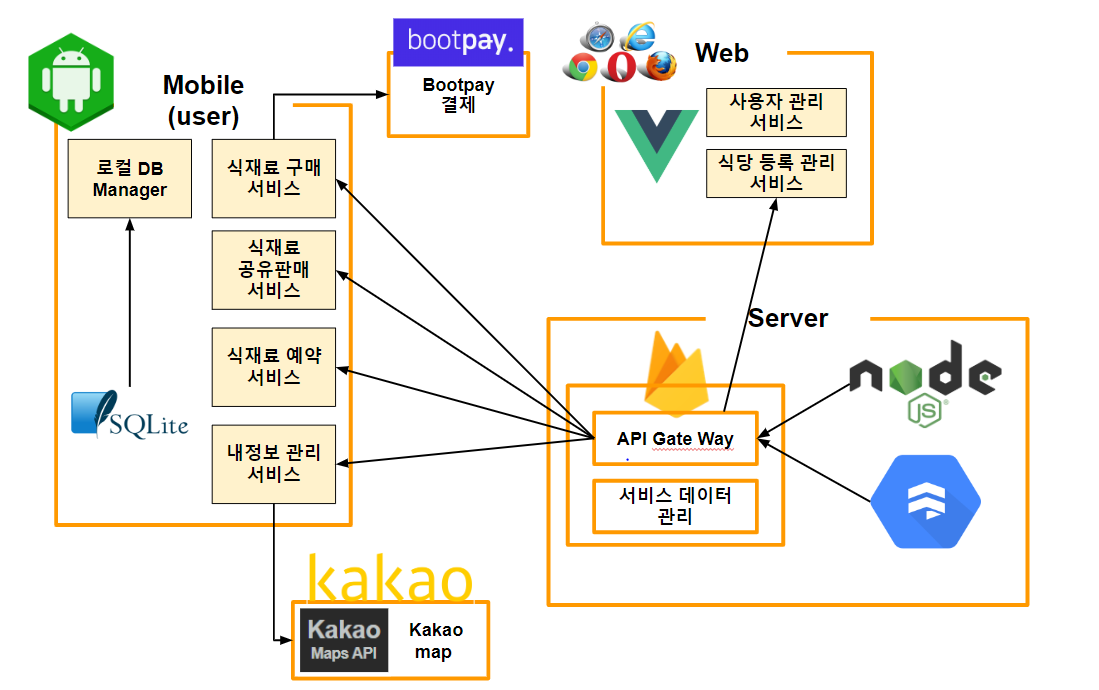 bootpay.
Bootpay
결제
Mobile
(user)
로컬 DB
Manager
식재료 구매
서비스
식재료
공유판매
서비스
식재료 예약
서비스
내정보 관리
서비스
SQLite
kakao
Kakao
Maps API
Kakao
map
Web
사용자 관리
서비스
식당 등록 관리
서비스
Server
API Gate Way
서비스 데이터
관리
node
JS